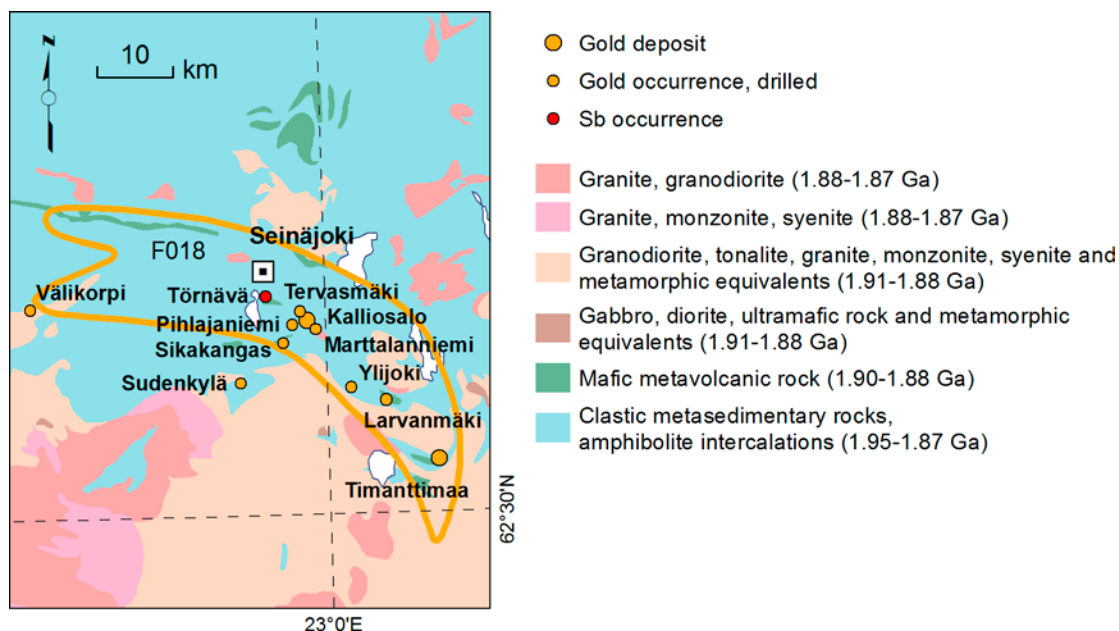 N
10
km
F018
Seinäjoki
Välikorpi
Törnävä
Tervasmäki
Pihlajaniemi
Kalliosalo
Sikakangas
Marttalanniemi
Sudenkylä
Ylijoki
Larvanmäki
Timanttimaa
62°30'N
23°0'E
Gold deposit
Gold occurrence, drilled
Sb occurrence
Granite, granodiorite (1.88-1.87 Ga)
Granite, monzonite, syenite (1.88-1.87 Ga)
Granodiorite, tonalite, granite, monzonite, syenite and
metamorphic equivalents (1.91-1.88 Ga)
Gabbro, diorite, ultramafic rock and metamorphic
equivalents (1.91-1.88 Ga)
Mafic metavolcanic rock (1.90-1.88 Ga)
Clastic metasedimentary rocks,
amphibolite intercalations (1.95-1.87 Ga)